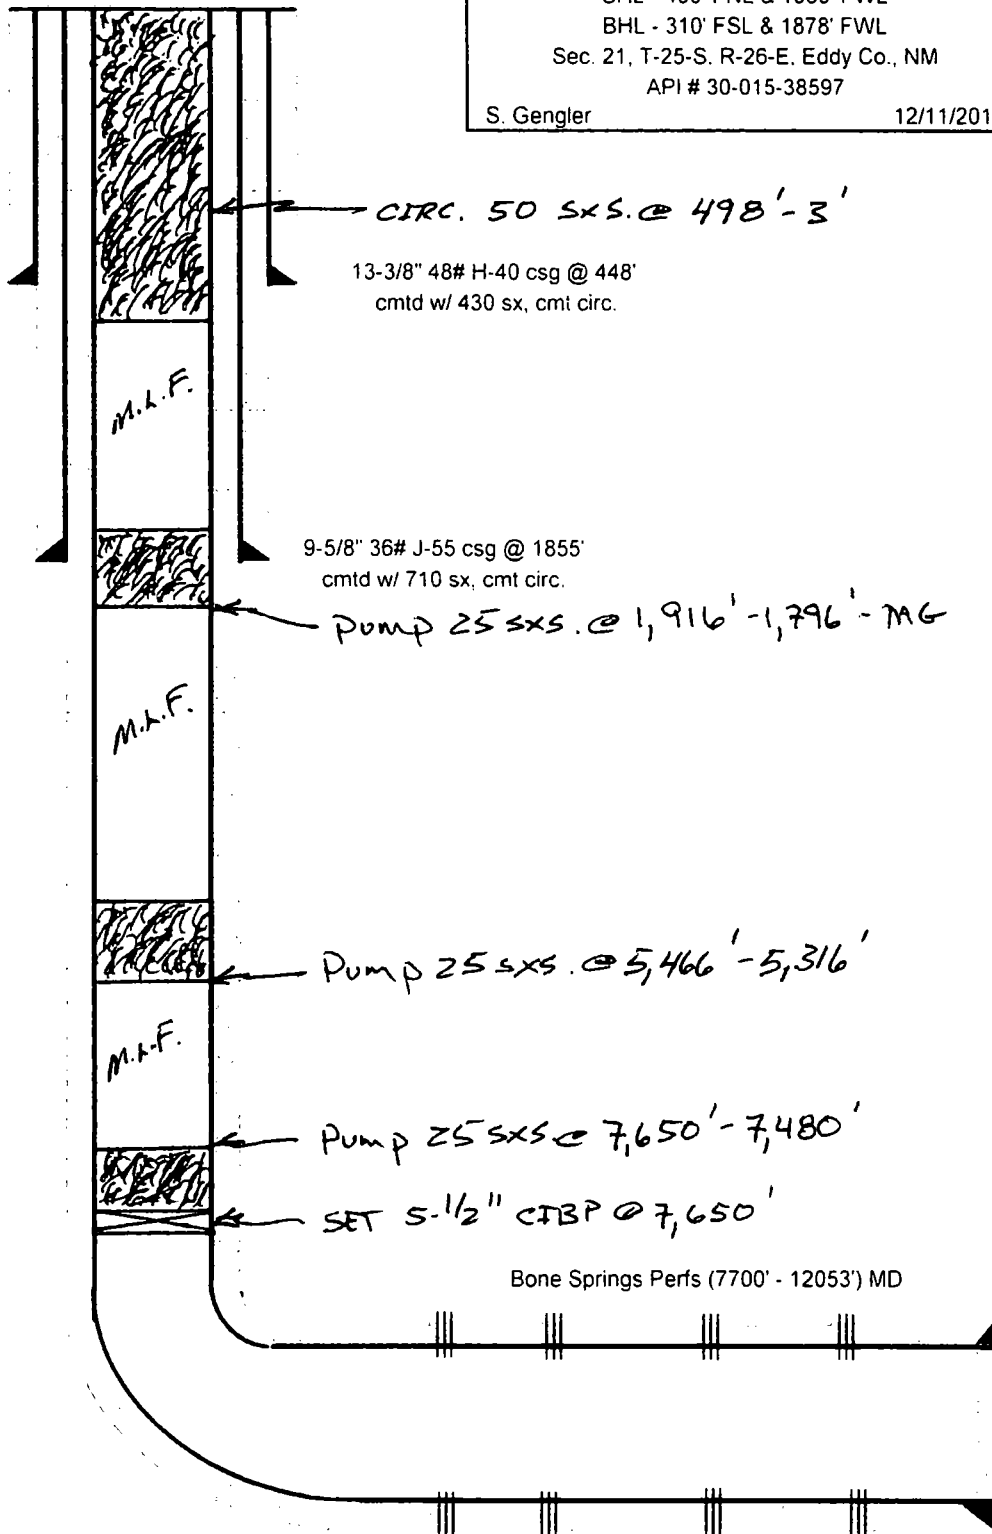 BHL - 310' FSL & 1878' FWL
Sec. 21, T-25-S, R-26-E, Eddy Co., NM
API # 30-015-38597
S. Gengler 12/11/201
CIRC. 50 SXS. @ 498'-3'
13-3/8" 48# H-40 csg @ 448'
cmtd w/ 430 sx, cmt circ.
M.L.F.
9-5/8" 36# J-55 csg @ 1855'
cmtd w/ 710 sx, cmt circ.
Pump 25 sxs. @ 1,916'-1,796'-MG
M.L.F.
Pump 25 sxs. @ 5,466'-5,316'
M.L.F.
Pump 25 sxs @ 7,650'-7,480'
SET 5-1/2" CIBP @ 7,650'
Bone Springs Perfs (7700' - 12053') MD